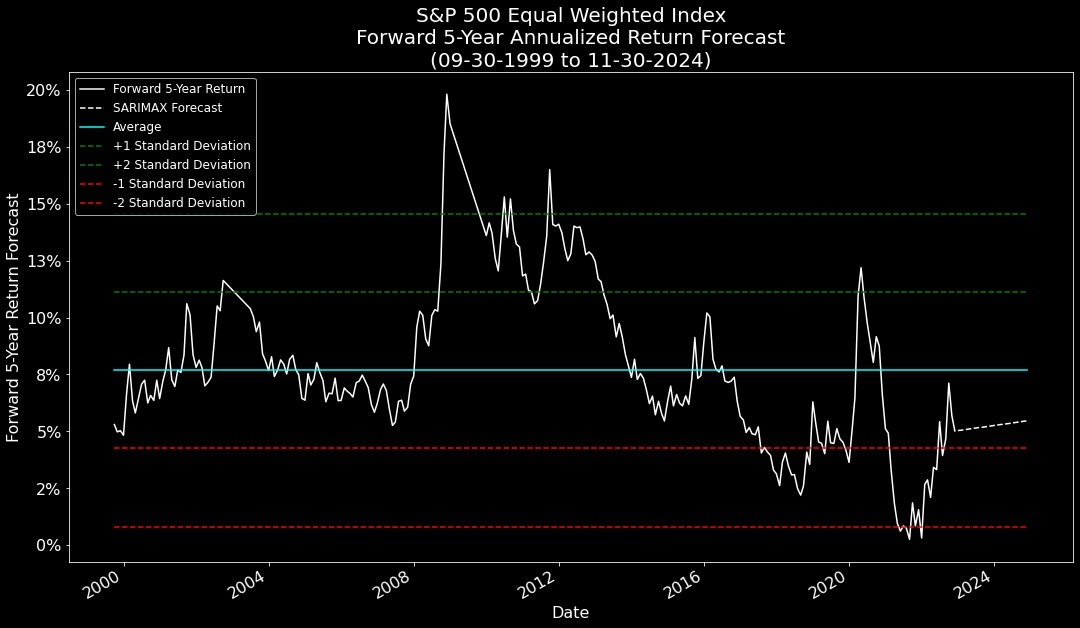 S&P 500 Equal Weighted Index
Forward 5-Year Annualized Return Forecast
(09-30-1999 to 11-30-2024)
Forward 5-Year Return
SARIMAX Forecast
Average
+1 Standard Deviation
+2 Standard Deviation
-1 Standard Deviation
-2 Standard Deviation
Forward 5-Year Return Forecast
20%
18%
15%
13%
10%
8%
5%
2%
0%
2000
2004
2008
2012
2016
2020
2024
Date